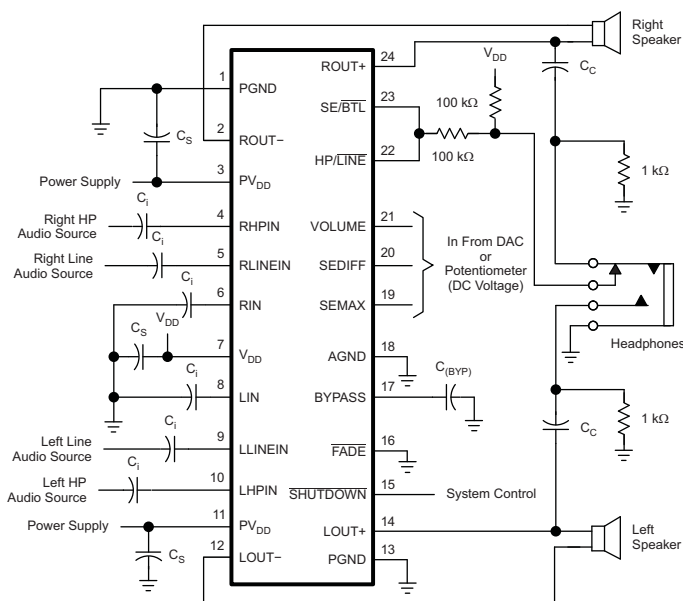 Right
Speaker
V_DD
24
ROUT+
C_C
1
PGND
100 kΩ
23
SE/BTL
C_S
2
ROUT−
100 kΩ
22
HP/LINE
1 kΩ
Power Supply
3
PV_DD
Right HP
Audio Source
C_i
4
RHPIN
VOLUME
21
Right Line
Audio Source
C_i
5
RLINEIN
SEDIFF
20
In From DAC
or
Potentiometer
(DC Voltage)
C_i
6
RIN
SEMAX
19
Headphones
V_DD
C_S
7
V_DD
AGND
18
C_i
8
LIN
BYPASS
17
C_(BYP)
C_C
1 kΩ
Left Line
Audio Source
C_i
9
LLINEIN
FADE
16
Left HP
Audio Source
C_i
10
LHPIN
SHUTDOWN
15
System Control
Power Supply
11
PV_DD
LOUT+
14
Left
Speaker
C_S
12
LOUT−
PGND
13